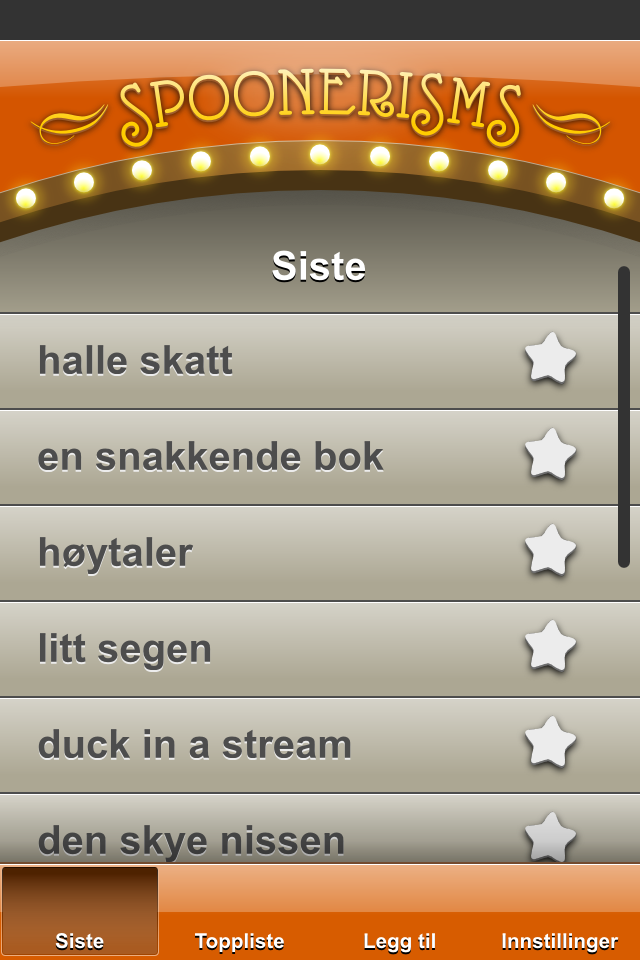 SPOONERISMS
Siste
halle skatt
en snakkende bok
høytaler
litt segen
duck in a stream
den skye nissen
Siste
Toppliste
Legg til
Innstillinger